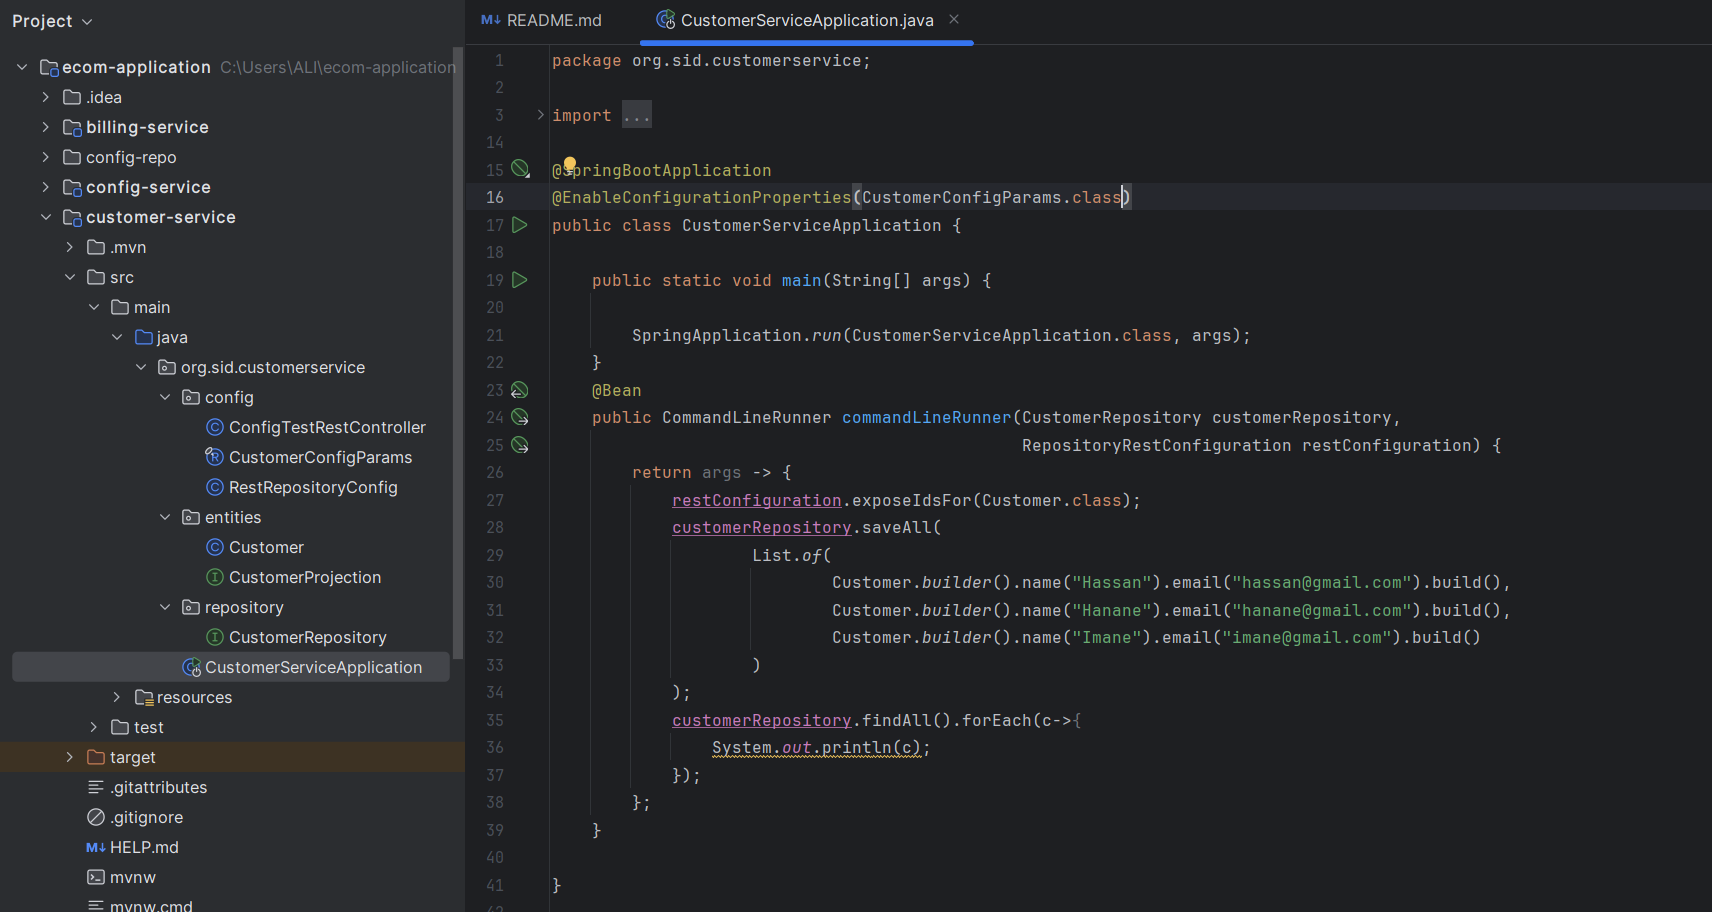 Project
ecom-application C:\Users\ALI\ecom-application
.idea
billing-service
config-repo
config-service
customer-service
.mvn
src
main
java
org.sid.customerservice
config
ConfigTestRestController
CustomerConfigParams
RestRepositoryConfig
entities
Customer
CustomerProjection
repository
CustomerRepository
CustomerServiceApplication
resources
test
target
.gitattributes
.gitignore
M↓ HELP.md
mvnw
mvnw.cmd
M↓ README.md
CustomerServiceApplication.java
1 package org.sid.customerservice;
2
3 import ...
14
15 @SpringBootApplication
16 @EnableConfigurationProperties(CustomerConfigParams.class)
17 public class CustomerServiceApplication {
18
19 public static void main(String[] args) {
20
21 SpringApplication.run(CustomerServiceApplication.class, args);
22 }
23 @Bean
24 public CommandLineRunner commandLineRunner(CustomerRepository customerRepository,
25 RepositoryRestConfiguration restConfiguration) {
26 return args -> {
27 restConfiguration.exposeIdsFor(Customer.class);
28 customerRepository.saveAll(
29 List.of(
30 Customer.builder().name("Hassan").email("hassan@gmail.com").build(),
31 Customer.builder().name("Hanane").email("hanane@gmail.com").build(),
32 Customer.builder().name("Imane").email("imane@gmail.com").build()
33 )
34 );
35 customerRepository.findAll().forEach(c->{
36 System.out.println(c);
37 });
38 };
39 }
40
41 }
42